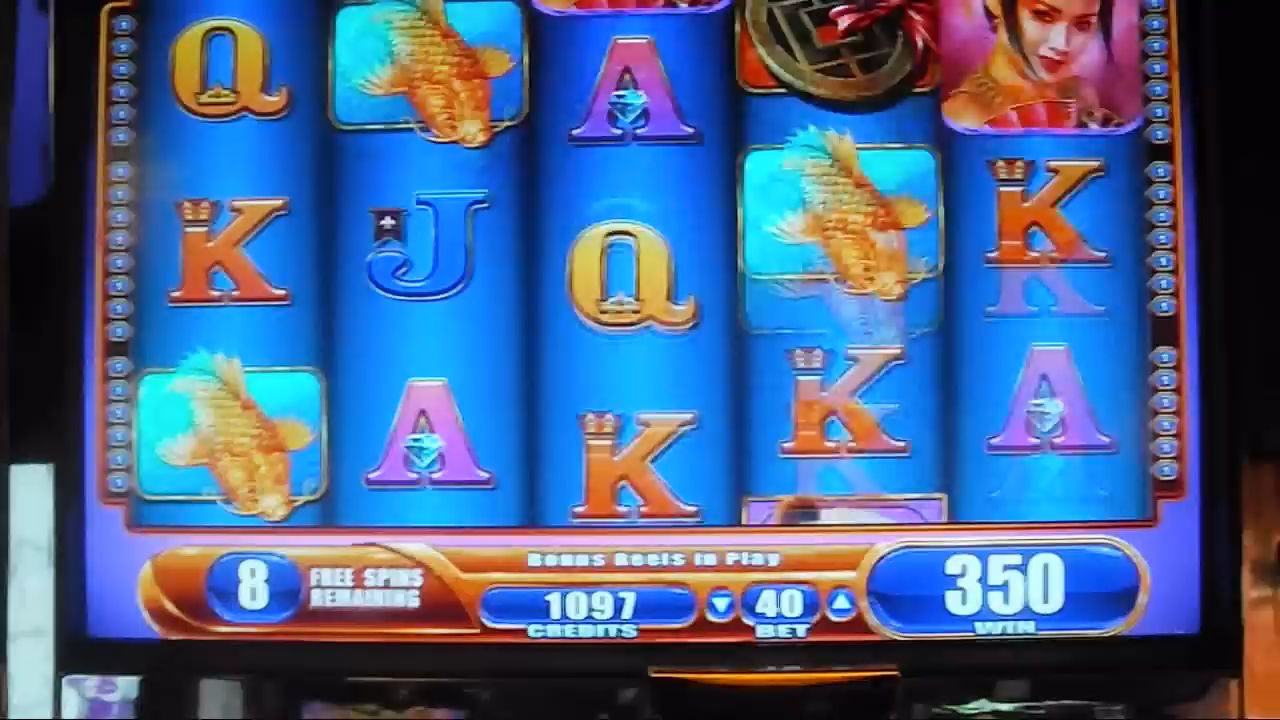 Q A
K J Q K
A K K A
Bonus Reels in Play
8 FREE SPINS REMAINING
1097 CREDITS
40 BET
350 WIN